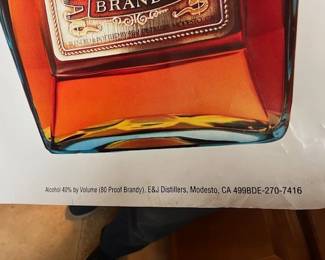 BRAND
Alcohol 40% by Volume (80 Proof Brandy). E&J Distillers, Modesto, CA 499BDE-270-7416